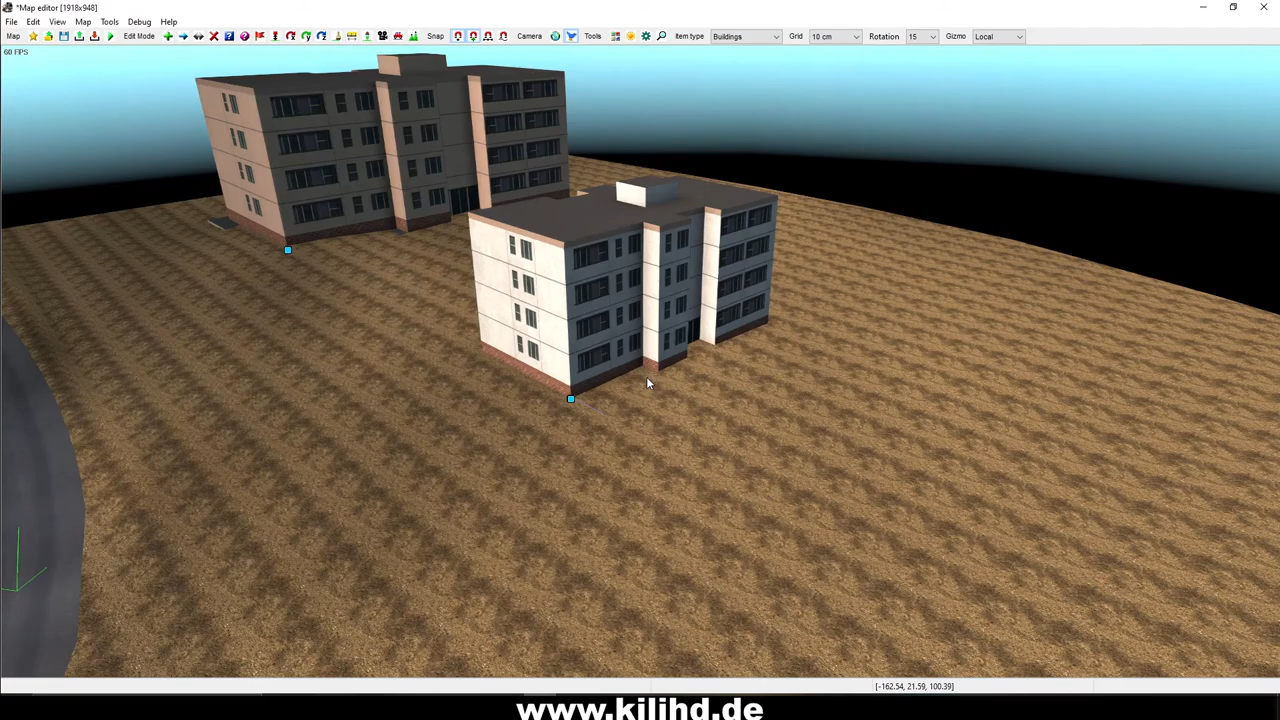 *Map editor [1918x948]
File Edit View Map Tools Debug Help
Map Edit Mode Snap Camera Tools Item type Buildings Grid 10 cm Rotation 15 Gizmo Local
60 FPS
[-162.54, 21.59, 100.39]
www.kilihd.de